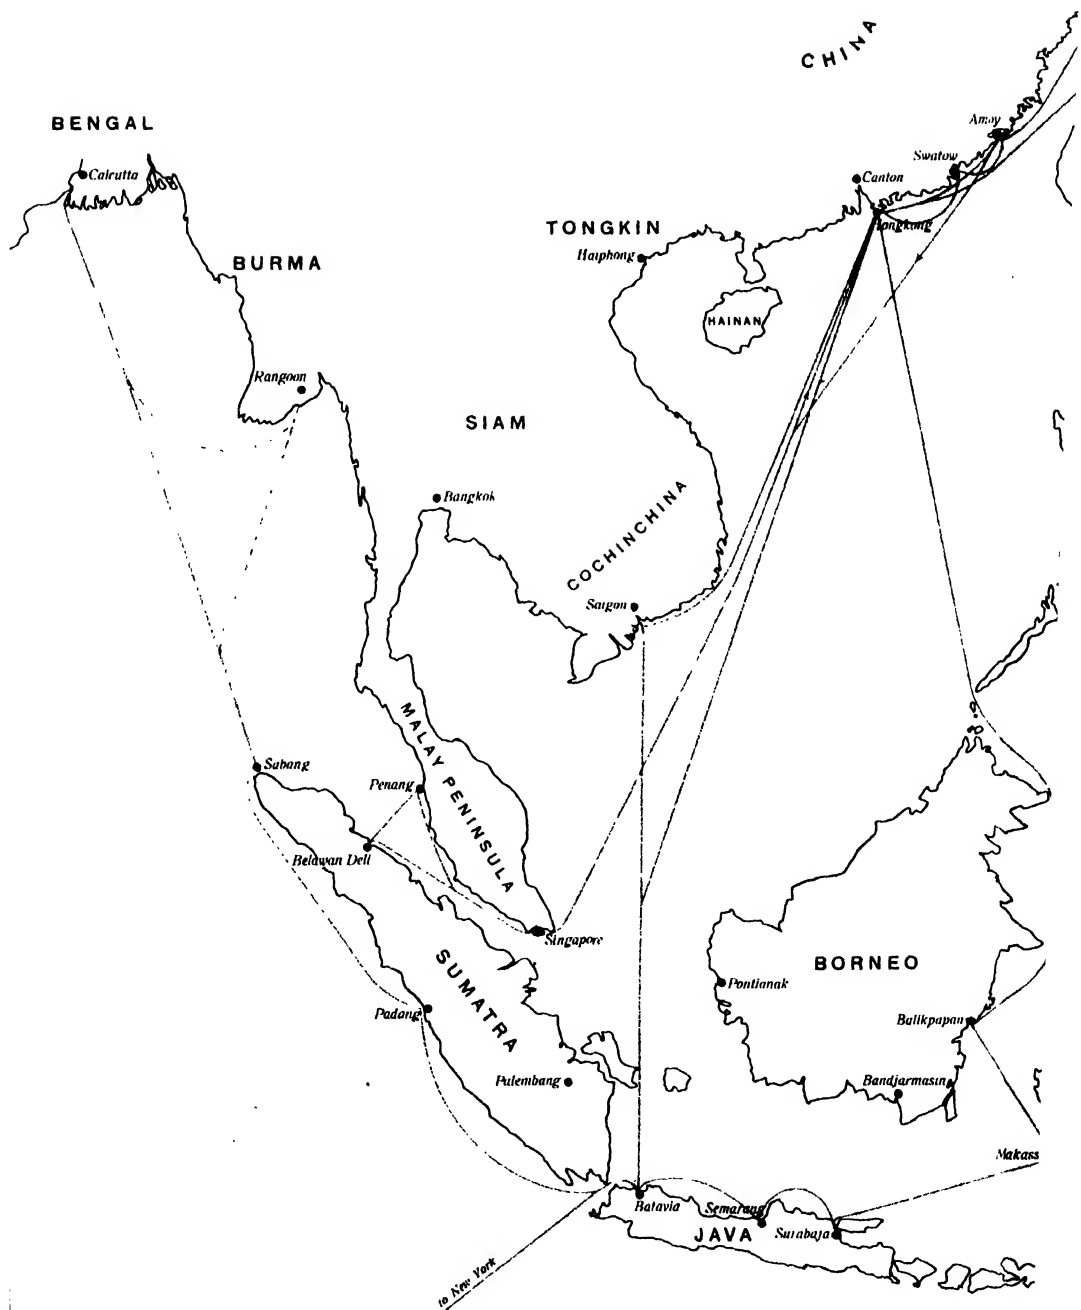 CHINA
BENGAL
Amoy
Swatow
Calcutta
Canton
TONGKIN
Haiphong
BURMA
HAINAN
Rangoon
SIAM
Bangkok
COCHINCHINA
Saigon
MALAY PENINSULA
Sabang
Penang
Belawan Deli
Singapore
SUMATRA
BORNEO
Pontianak
Padang
Balikpapan
Palembang
Bandjarmasin
Makass
Batavia
Semarang
JAVA
Surabaja
to New York